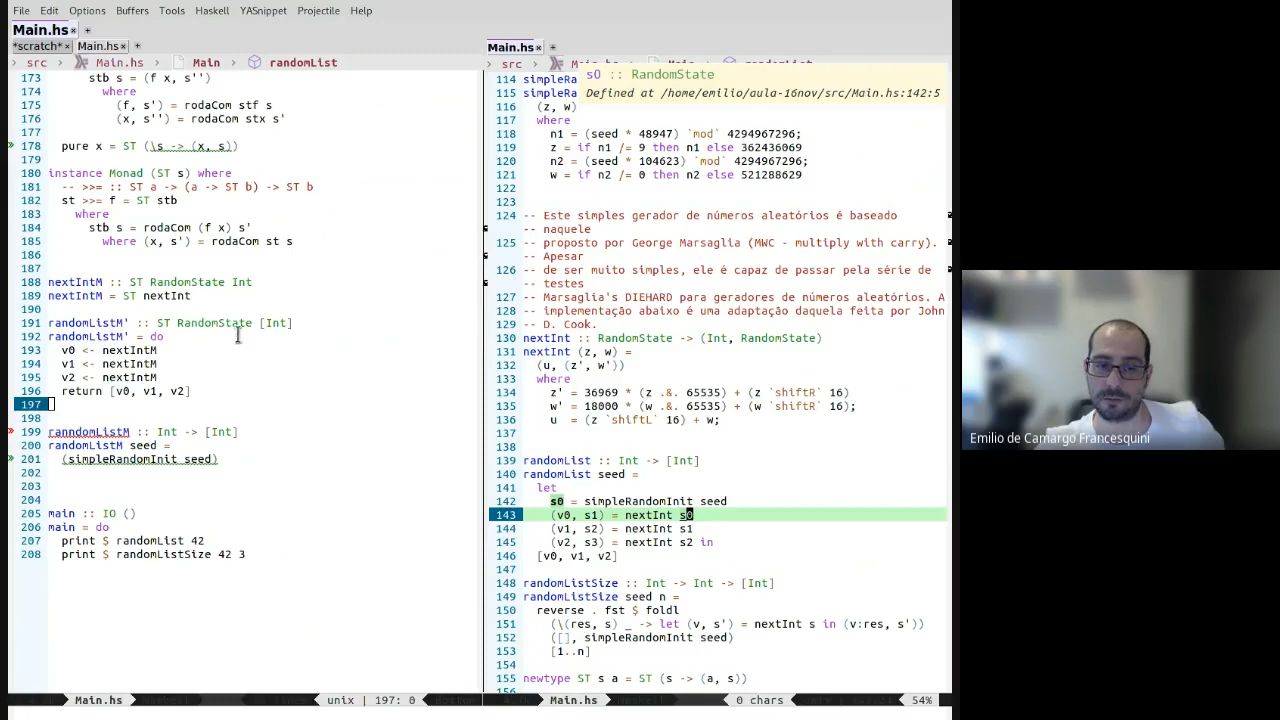 File Edit Options Buffers Tools Haskell YASnippet Projectile Help
Main.hs
*scratch* Main.hs
src Main.hs Main randomList
173 stb s = (f x, s'')
174 where
175 (f, s') = rodaCom stf s
176 (x, s'') = rodaCom stx s'
177
178 pure x = ST (\s -> (x, s))
179
180 instance Monad (ST s) where
181 -- >>= :: ST a -> (a -> ST b) -> ST b
182 st >>= f = ST stb
183 where
184 stb s = rodaCom (f x) s'
185 where (x, s') = rodaCom st s
186
187
188 nextIntM :: ST RandomState Int
189 nextIntM = ST nextInt
190
191 randomListM' :: ST RandomState [Int]
192 randomListM' = do
193 v0 <- nextIntM
194 v1 <- nextIntM
195 v2 <- nextIntM
196 return [v0, v1, v2]
197
198
199 ranndomListM :: Int -> [Int]
200 randomListM seed =
201 (simpleRandomInit seed)
202
203
204
205 main :: IO ()
206 main = do
207 print $ randomList 42
208 print $ randomListSize 42 3
Main.hs unix | 197: 0 Bottom
Main.hs
src
s0 :: RandomState
Defined at /home/emilio/aula-16nov/src/Main.hs:142:5
114 simpleRa
115 simpleRa
116 (z, w)
117 where
118 n1 = (seed * 48947) `mod` 4294967296;
119 z = if n1 /= 9 then n1 else 362436069
120 n2 = (seed * 104623) `mod` 4294967296;
121 w = if n2 /= 0 then n2 else 521288629
122
123
124 -- Este simples gerador de números aleatórios é baseado
-- naquele
125 -- proposto por George Marsaglia (MWC - multiply with carry).
-- Apesar
126 -- de ser muito simples, ele é capaz de passar pela série de
-- testes
127 -- Marsaglia's DIEHARD para geradores de números aleatórios. A
128 -- implementação abaixo é uma adaptação daquela feita por John
129 -- D. Cook.
130 nextInt :: RandomState -> (Int, RandomState)
131 nextInt (z, w) =
132 (u, (z', w'))
133 where
134 z' = 36969 * (z .&. 65535) + (z `shiftR` 16)
135 w' = 18000 * (w .&. 65535) + (w `shiftR` 16);
136 u = (z `shiftL` 16) + w;
137
138
139 randomList :: Int -> [Int]
140 randomList seed =
141 let
142 s0 = simpleRandomInit seed
143 (v0, s1) = nextInt s0
144 (v1, s2) = nextInt s1
145 (v2, s3) = nextInt s2 in
146 [v0, v1, v2]
147
148 randomListSize :: Int -> Int -> [Int]
149 randomListSize seed n =
150 reverse . fst $ foldl
151 (\(res, s) _ -> let (v, s') = nextInt s in (v:res, s'))
152 ([], simpleRandomInit seed)
153 [1..n]
154
155 newtype ST s a = ST (s -> (a, s))
156
Main.hs 0 chars 54%
Emilio de Camargo Francesquini